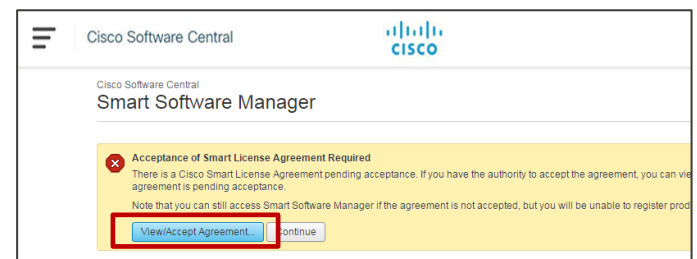 Cisco Software Central
CISCO
Cisco Software Central
Smart Software Manager
Acceptance of Smart License Agreement Required
There is a Cisco Smart License Agreement pending acceptance. If you have the authority to accept the agreement, you can vie
agreement is pending acceptance.
Note that you can still access Smart Software Manager if the agreement is not accepted, but you will be unable to register prod
View/Accept Agreement... Continue